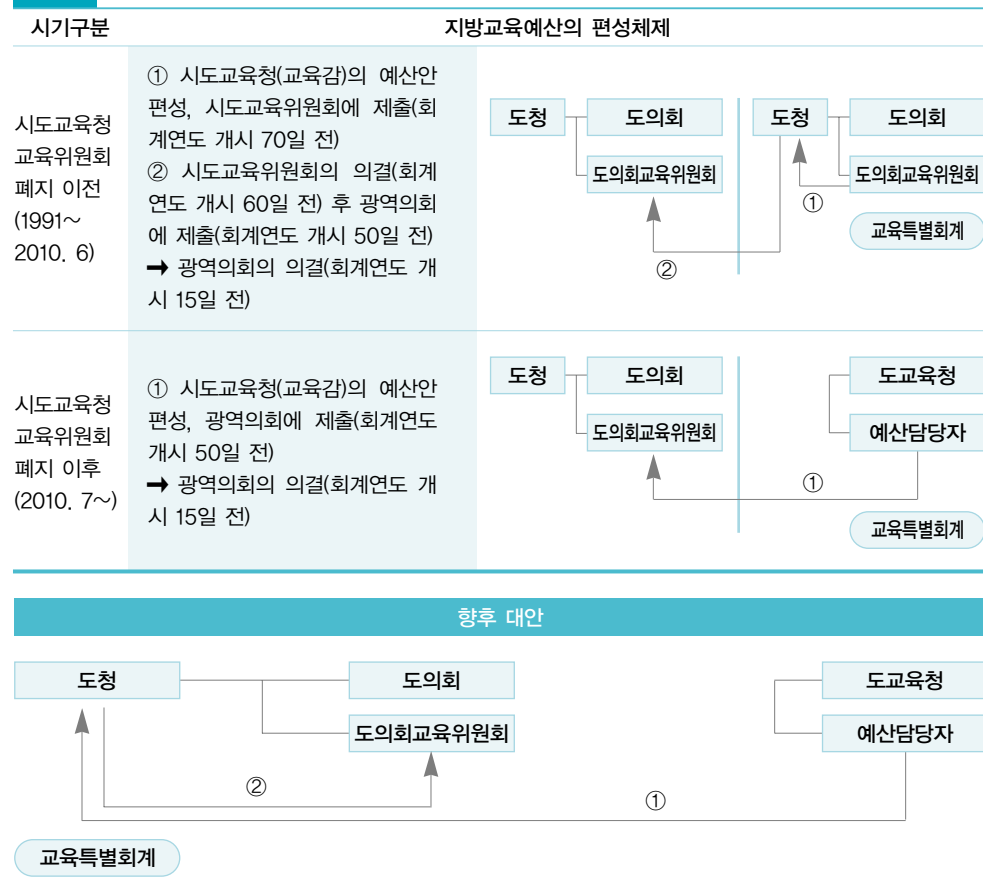 시기구분
지방교육예산의 편성체제
시도교육청
교육위원회
폐지 이전
(1991~
2010. 6)
① 시도교육청(교육감)의 예산안
편성, 시도교육위원회에 제출(회
계연도 개시 70일 전)
② 시도교육위원회의 의결(회계
연도 개시 60일 전) 후 광역의회
에 제출(회계연도 개시 50일 전)
➡ 광역의회의 의결(회계연도 개
시 15일 전)
도청
도의회
도의회교육위원회
②
도청
도의회
도의회교육위원회
①
교육특별회계
시도교육청
교육위원회
폐지 이후
(2010. 7~)
① 시도교육청(교육감)의 예산안
편성, 광역의회에 제출(회계연도
개시 50일 전)
➡ 광역의회의 의결(회계연도 개
시 15일 전)
도청
도의회
도의회교육위원회
도교육청
예산담당자
①
교육특별회계
향후 대안
도청
도의회
도의회교육위원회
도교육청
예산담당자
②
①
교육특별회계